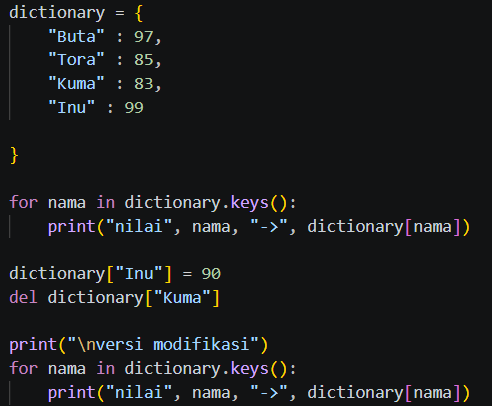 dictionary = {
    "Buta" : 97,
    "Tora" : 85,
    "Kuma" : 83,
    "Inu" : 99
}
for nama in dictionary.keys():
    print("nilai", nama, "->", dictionary[nama])
dictionary["Inu"] = 90
del dictionary["Kuma"]
print("\nversi modifikasi")
for nama in dictionary.keys():
    print("nilai", nama, "->", dictionary[nama])